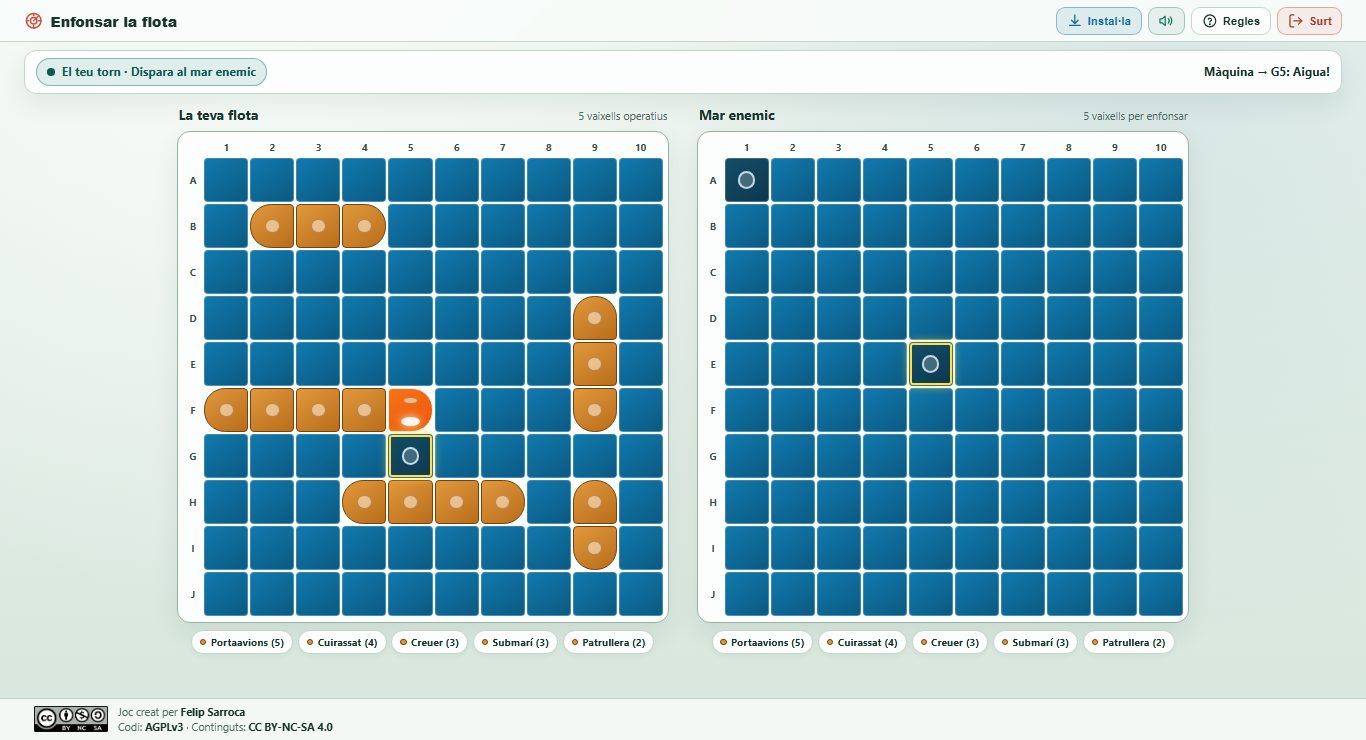 Enfonsar la flota
Instal·la
Regles
Surt
El teu torn · Dispara al mar enemic
Màquina → G5: Aigua!
La teva flota
5 vaixells operatius
1 2 3 4 5 6 7 8 9 10
A
B
C
D
E
F
G
H
I
J
Portaavions (5)
Cuirassat (4)
Creuer (3)
Submarí (3)
Patrullera (2)
Mar enemic
5 vaixells per enfonsar
1 2 3 4 5 6 7 8 9 10
A
B
C
D
E
F
G
H
I
J
Portaavions (5)
Cuirassat (4)
Creuer (3)
Submarí (3)
Patrullera (2)
cc
BY NC SA
Joc creat per Felip Sarroca
Codi: AGPLv3 · Continguts: CC BY-NC-SA 4.0